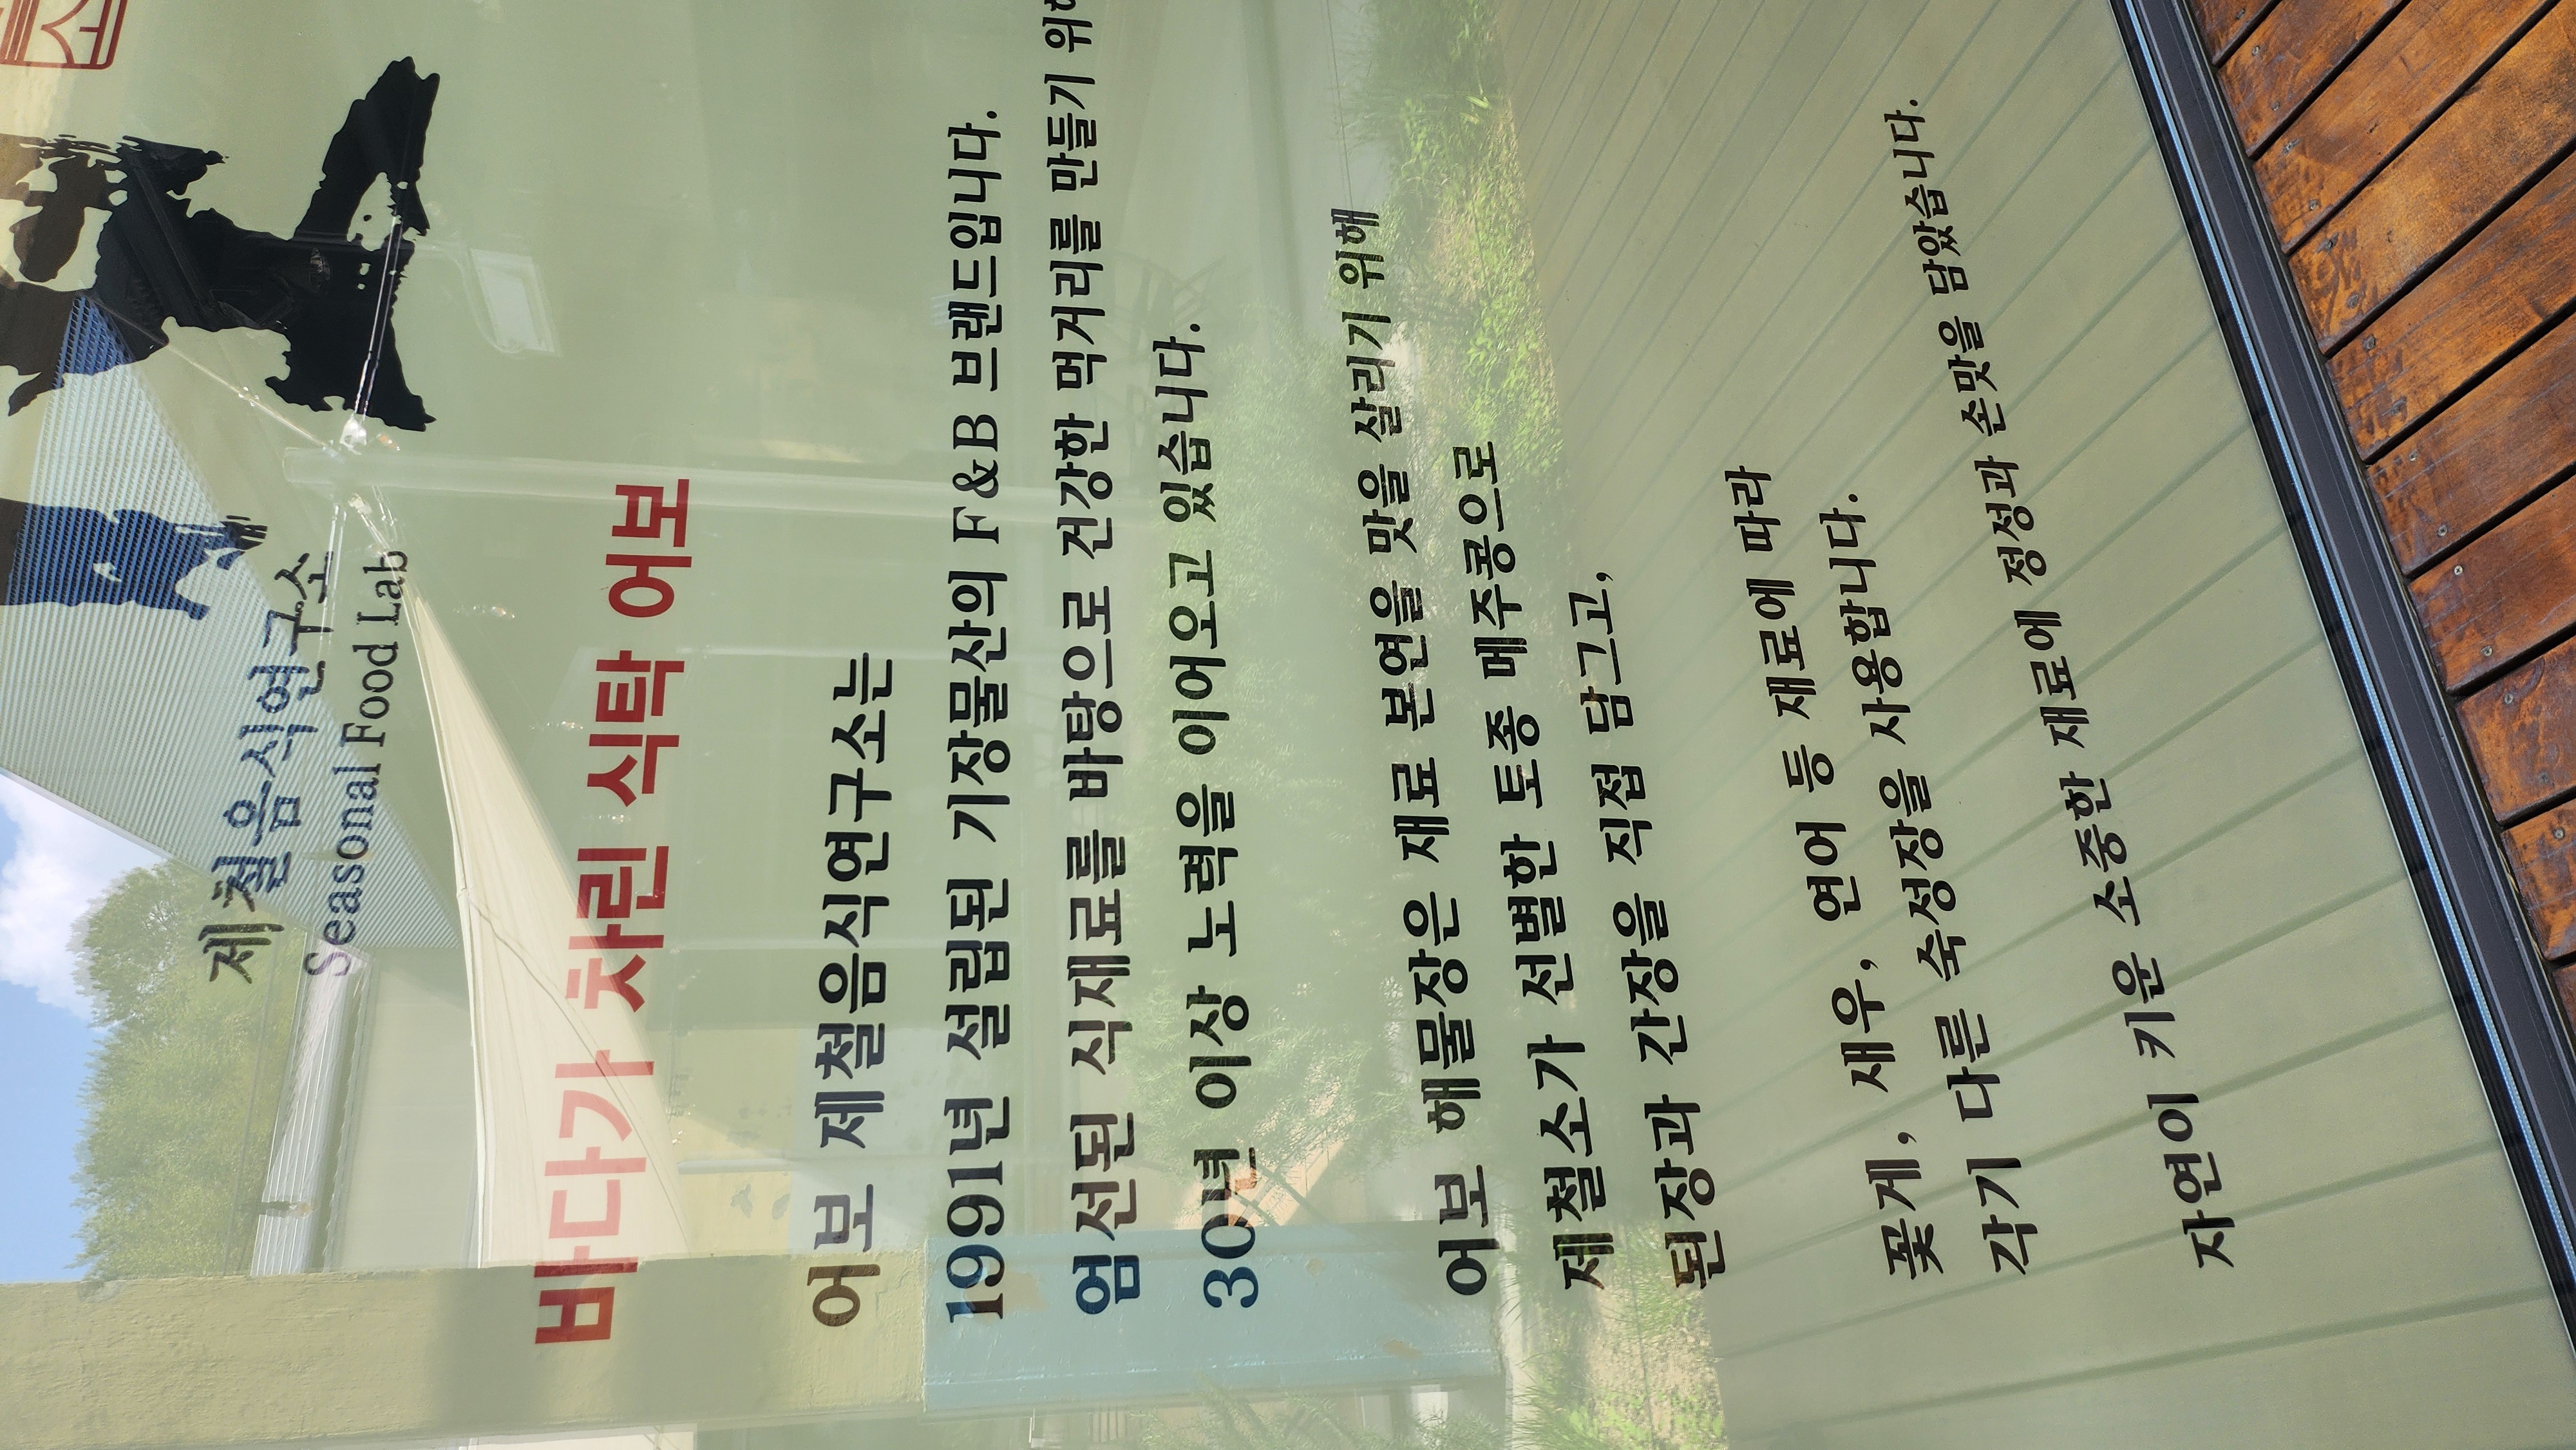 제철음식연구소
Seasonal Food Lab
바다가 차린 식탁 어보
어보 제철음식연구소는
1991년 설립된 기장물산의 F&B 브랜드입니다.
엄선된 식재료를 바탕으로 건강한 먹거리를 만들기
30년 이상 노력을 이어오고 있습니다.
어보 해물장은 재료 본연을 맛을 살리기 위해
제철소가 선별한 토종 메주콩으로
된장과 간장을 직접 담그고,
꽃게, 새우, 연어 등 재료에 따라
각기 다른 숙성장을 사용합니다.
자연이 키운 소중한 재료에 정성과 손맛을 담았습니다.